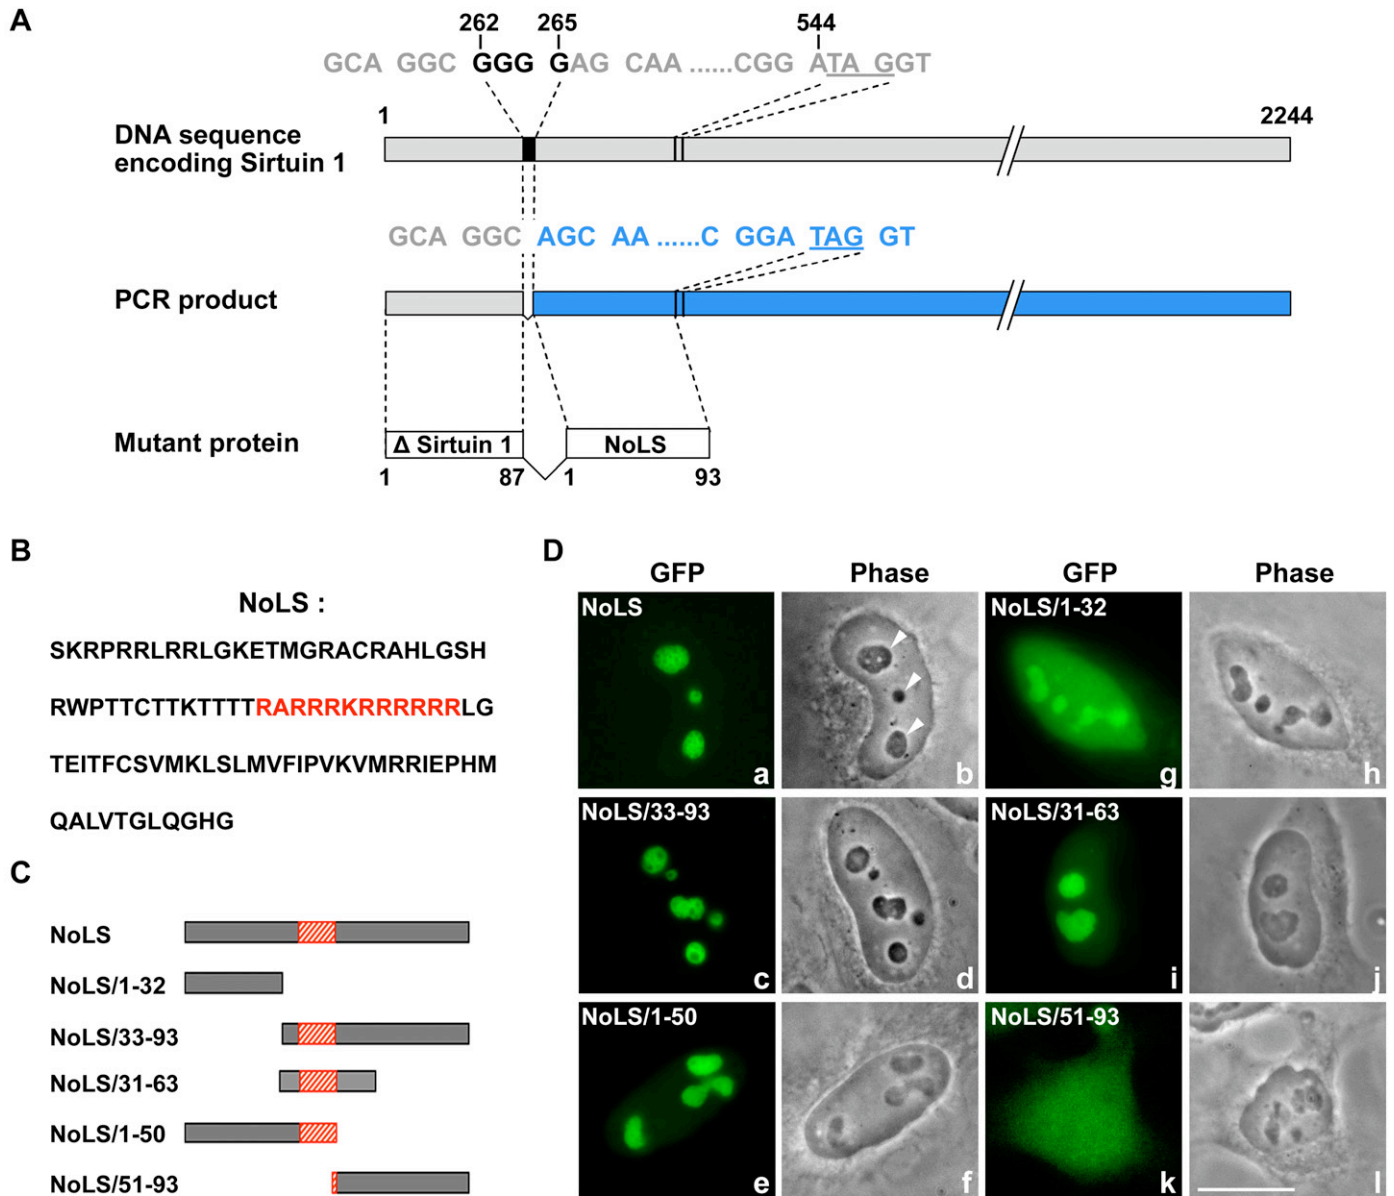 A
262 265 544
GCA GGC GGG GAG CAA ......CGG ATA GGT
1 2244
DNA sequence
encoding Sirtuin 1
GCA GGC AGC AA ......C GGA TAG GT
PCR product
Mutant protein
Δ Sirtuin 1 NoLS
1 87 1 93
B
NoLS :
SKRPRRLRRLGKETMGRACRAHLGSH
RWPTTCTTKTTTTRARRRKRRRRRRLG
TEITFCSVMKLSLMVFIPVKVMRRIEPHM
QALVTGLQGHG
C
NoLS
NoLS/1-32
NoLS/33-93
NoLS/31-63
NoLS/1-50
NoLS/51-93
D
GFP Phase GFP Phase
NoLS NoLS/1-32
a b g h
NoLS/33-93 NoLS/31-63
c d i j
NoLS/1-50 NoLS/51-93
e f k l